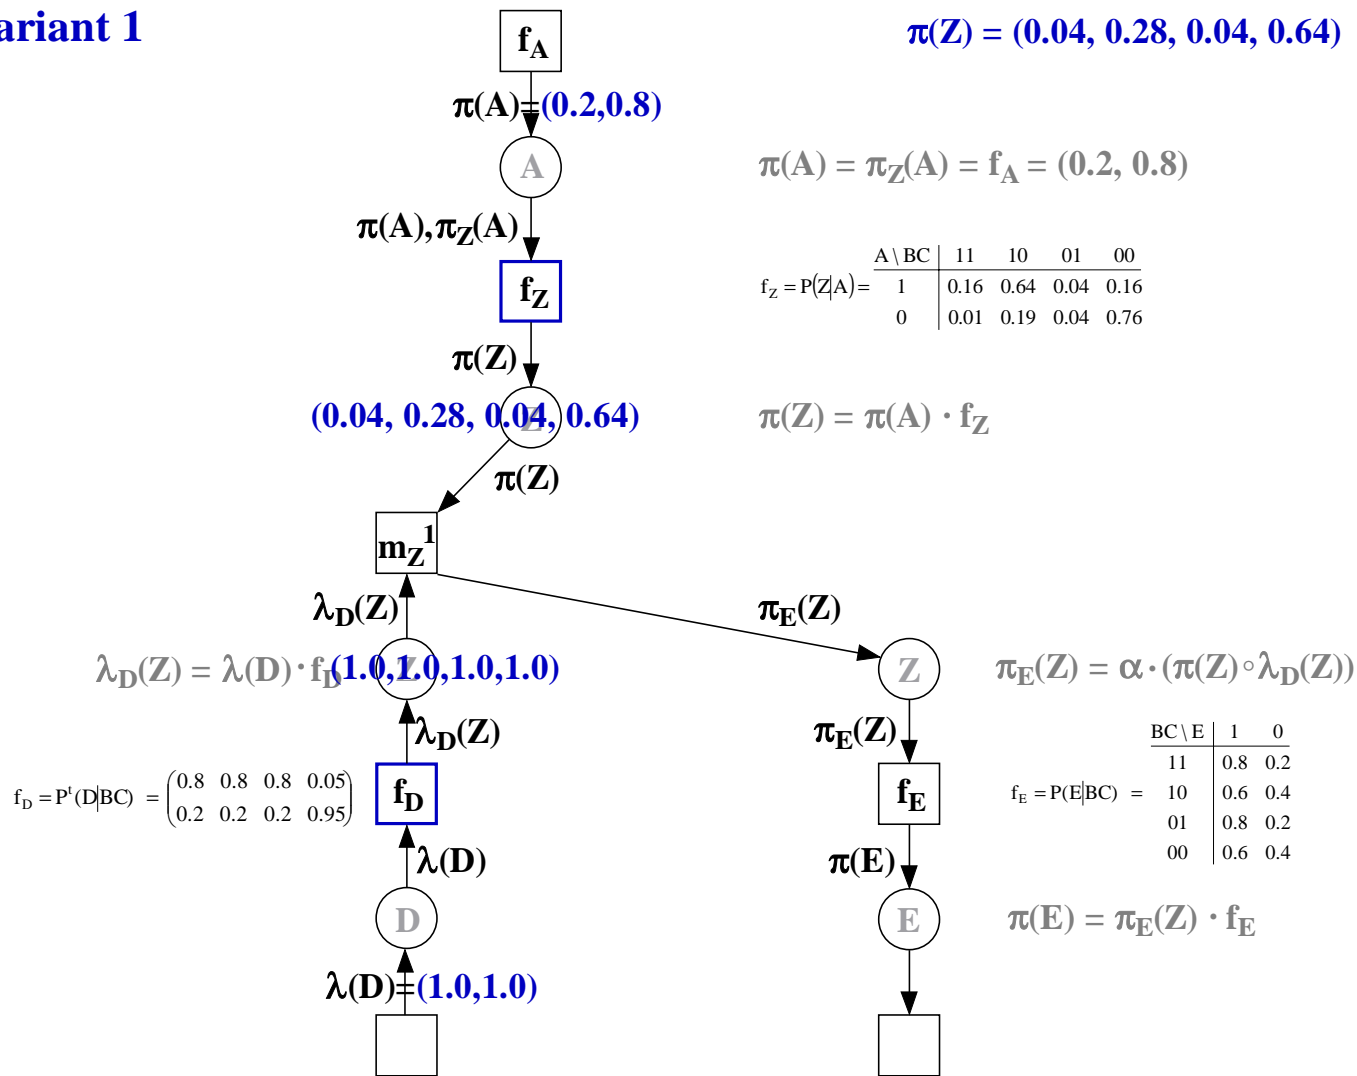 ariant 1
π(Z) = (0.04, 0.28, 0.04, 0.64)
f_A
π(A)=(0.2,0.8)
A
π(A) = π_Z(A) = f_A = (0.2, 0.8)
π(A),π_Z(A)
f_Z
f_Z = P(Z|A) =
A \ BC 11 10 01 00
1 0.16 0.64 0.04 0.16
0 0.01 0.19 0.04 0.76
π(Z)
(0.04, 0.28, 0.04, 0.64)
Z
π(Z) = π(A) · f_Z
π(Z)
m_Z^1
λ_D(Z)
π_E(Z)
λ_D(Z) = λ(D) · f_D
(1.0,1.0,1.0,1.0)
Z
Z
π_E(Z) = α · (π(Z) ∘ λ_D(Z))
λ_D(Z)
π_E(Z)
f_D = P^t(D|BC) =
0.8 0.8 0.8 0.05
0.2 0.2 0.2 0.95
f_D
f_E
f_E = P(E|BC) =
BC \ E 1 0
11 0.8 0.2
10 0.6 0.4
01 0.8 0.2
00 0.6 0.4
λ(D)
π(E)
D
E
π(E) = π_E(Z) · f_E
λ(D)=(1.0,1.0)